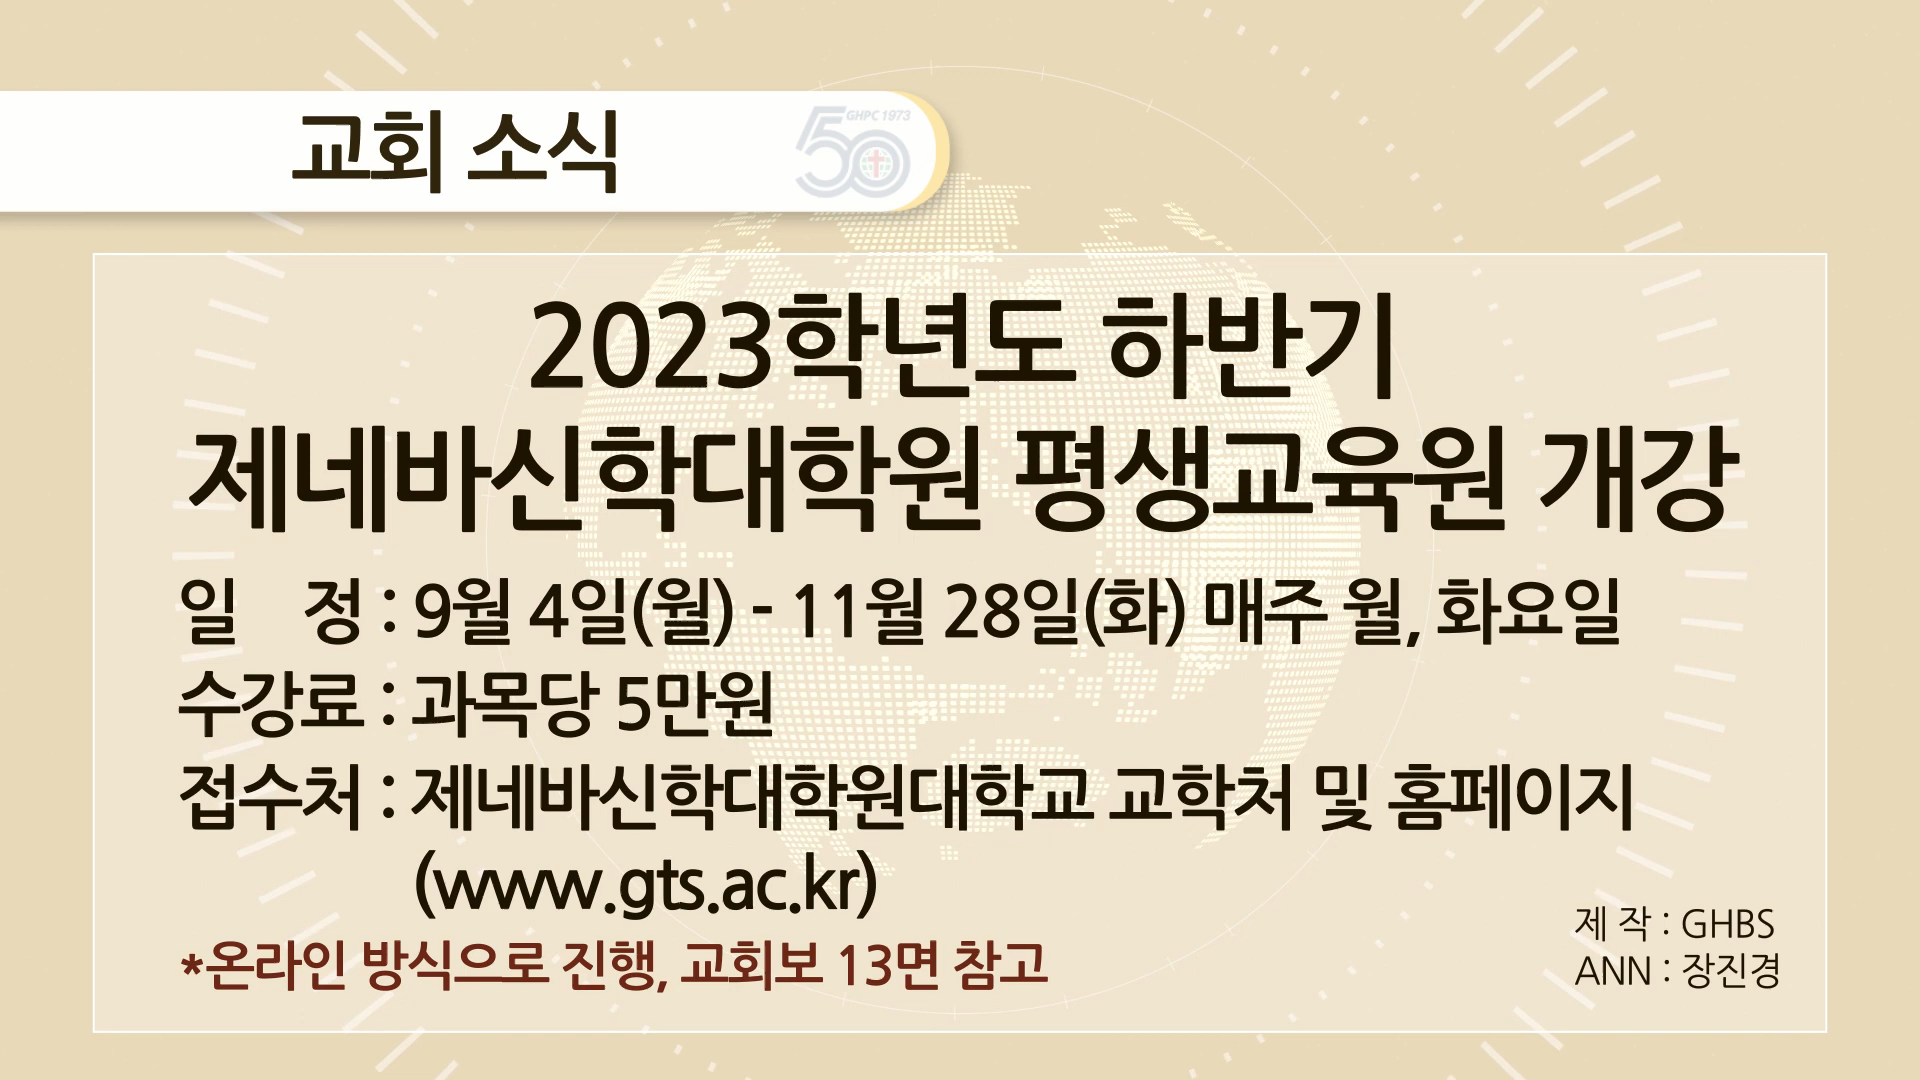 교회 소식
GHPC 1973
50
2023학년도 하반기
제네바신학대학원 평생교육원 개강
일 정 : 9월 4일(월) - 11월 28일(화) 매주 월, 화요일
수강료 : 과목당 5만원
접수처 : 제네바신학대학원대학교 교학처 및 홈페이지
(www.gts.ac.kr)
*온라인 방식으로 진행, 교회보 13면 참고
제 작 : GHBS
ANN : 장진경